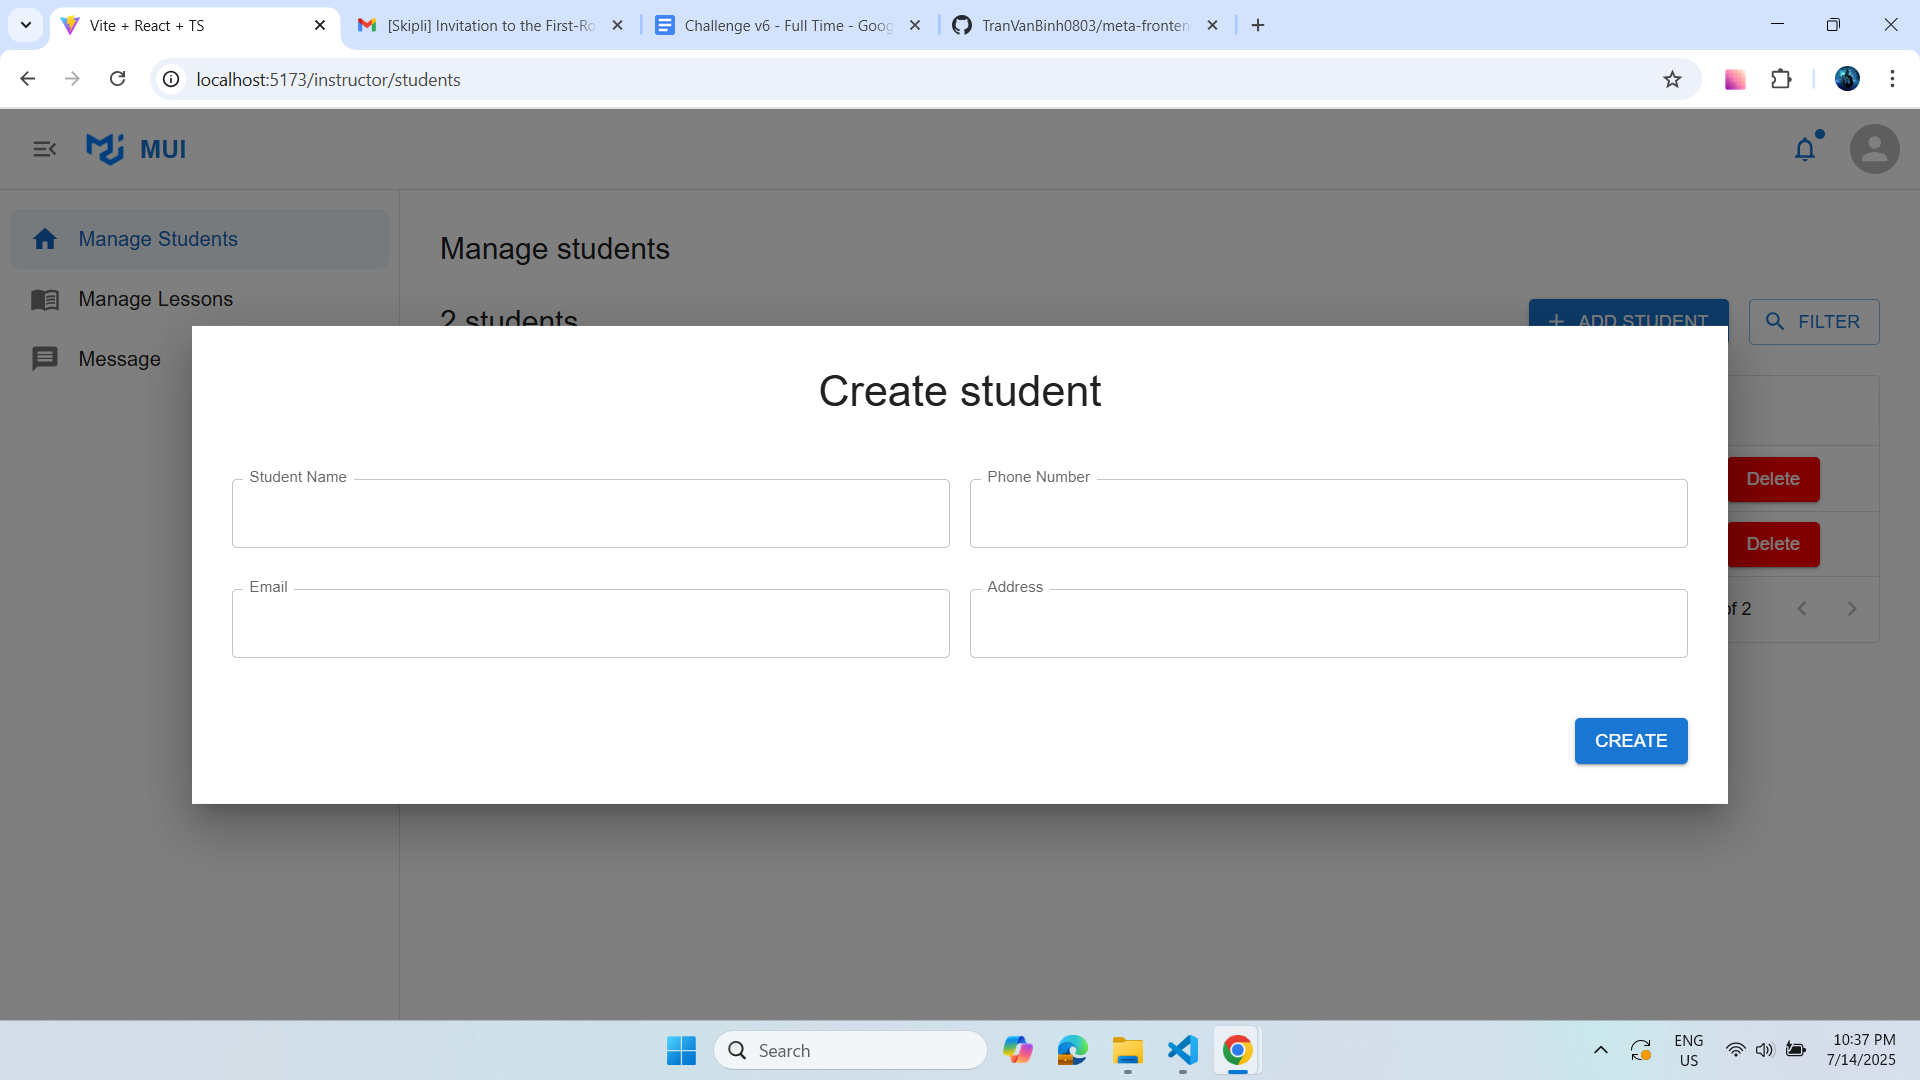 Vite + React + TS
[Skipli] Invitation to the First-Ro
Challenge v6 - Full Time - Goog
TranVanBinh0803/meta-fronten
localhost:5173/instructor/students
MUI
Manage Students
Manage Lessons
Message
Manage students
2 students
ADD STUDENT
FILTER
Create student
Student Name
Phone Number
Email
Address
CREATE
Delete
Delete
of 2
Search
ENG
US
10:37 PM
7/14/2025